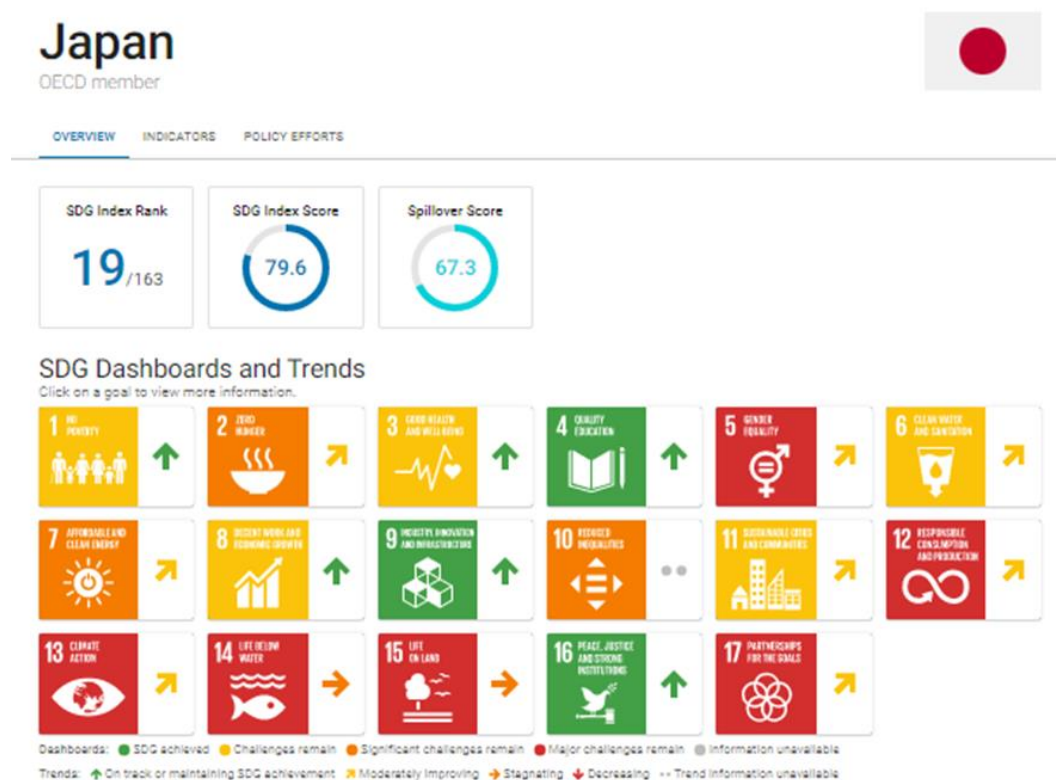 Japan
OECD member
OVERVIEW INDICATORS POLICY EFFORTS
SDG Index Rank
19/163
SDG Index Score
79.6
Spillover Score
67.3
SDG Dashboards and Trends
Click on a goal to view more information.
1 NO
POVERTY
2 ZERO
HUNGER
3 GOOD HEALTH
AND WELL-BEING
4 QUALITY
EDUCATION
5 GENDER
EQUALITY
6 CLEAN WATER
AND SANITATION
7 AFFORDABLE AND
CLEAN ENERGY
8 DECENT WORK AND
ECONOMIC GROWTH
9 INDUSTRY, INNOVATION
AND INFRASTRUCTURE
10 REDUCED
INEQUALITIES
11 SUSTAINABLE CITIES
AND COMMUNITIES
12 RESPONSIBLE
CONSUMPTION
AND PRODUCTION
13 CLIMATE
ACTION
14 LIFE BELOW
WATER
15 LIFE
ON LAND
16 PEACE, JUSTICE
AND STRONG
INSTITUTIONS
17 PARTNERSHIPS
FOR THE GOALS
Dashboards: SDG achieved Challenges remain Significant challenges remain Major challenges remain Information unavailable
Trends: On track or maintaining SDG achievement Moderately improving Stagnating Decreasing Trend information unavailable